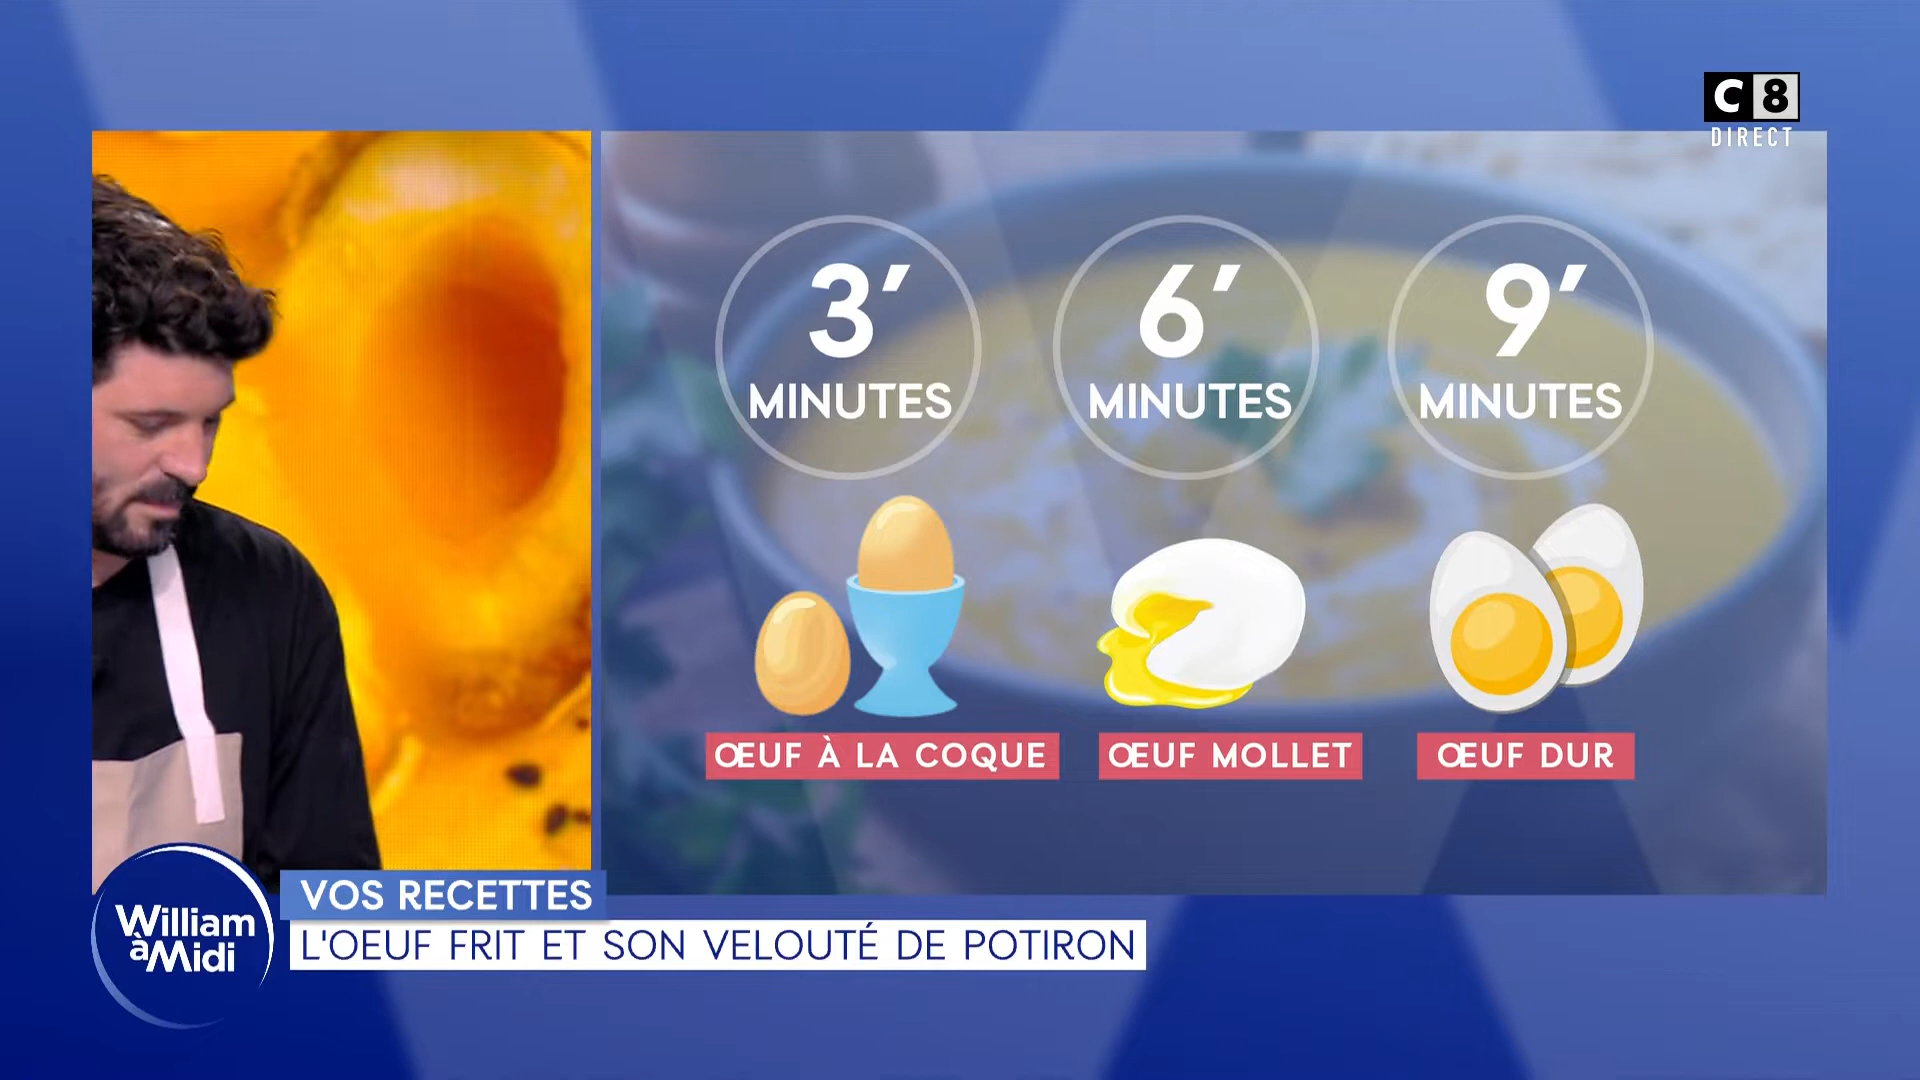 C8
DIRECT
3’
MINUTES
6’
MINUTES
9’
MINUTES
ŒUF À LA COQUE
ŒUF MOLLET
ŒUF DUR
VOS RECETTES
L'OEUF FRIT ET SON VELOUTÉ DE POTIRON
William
à Midi